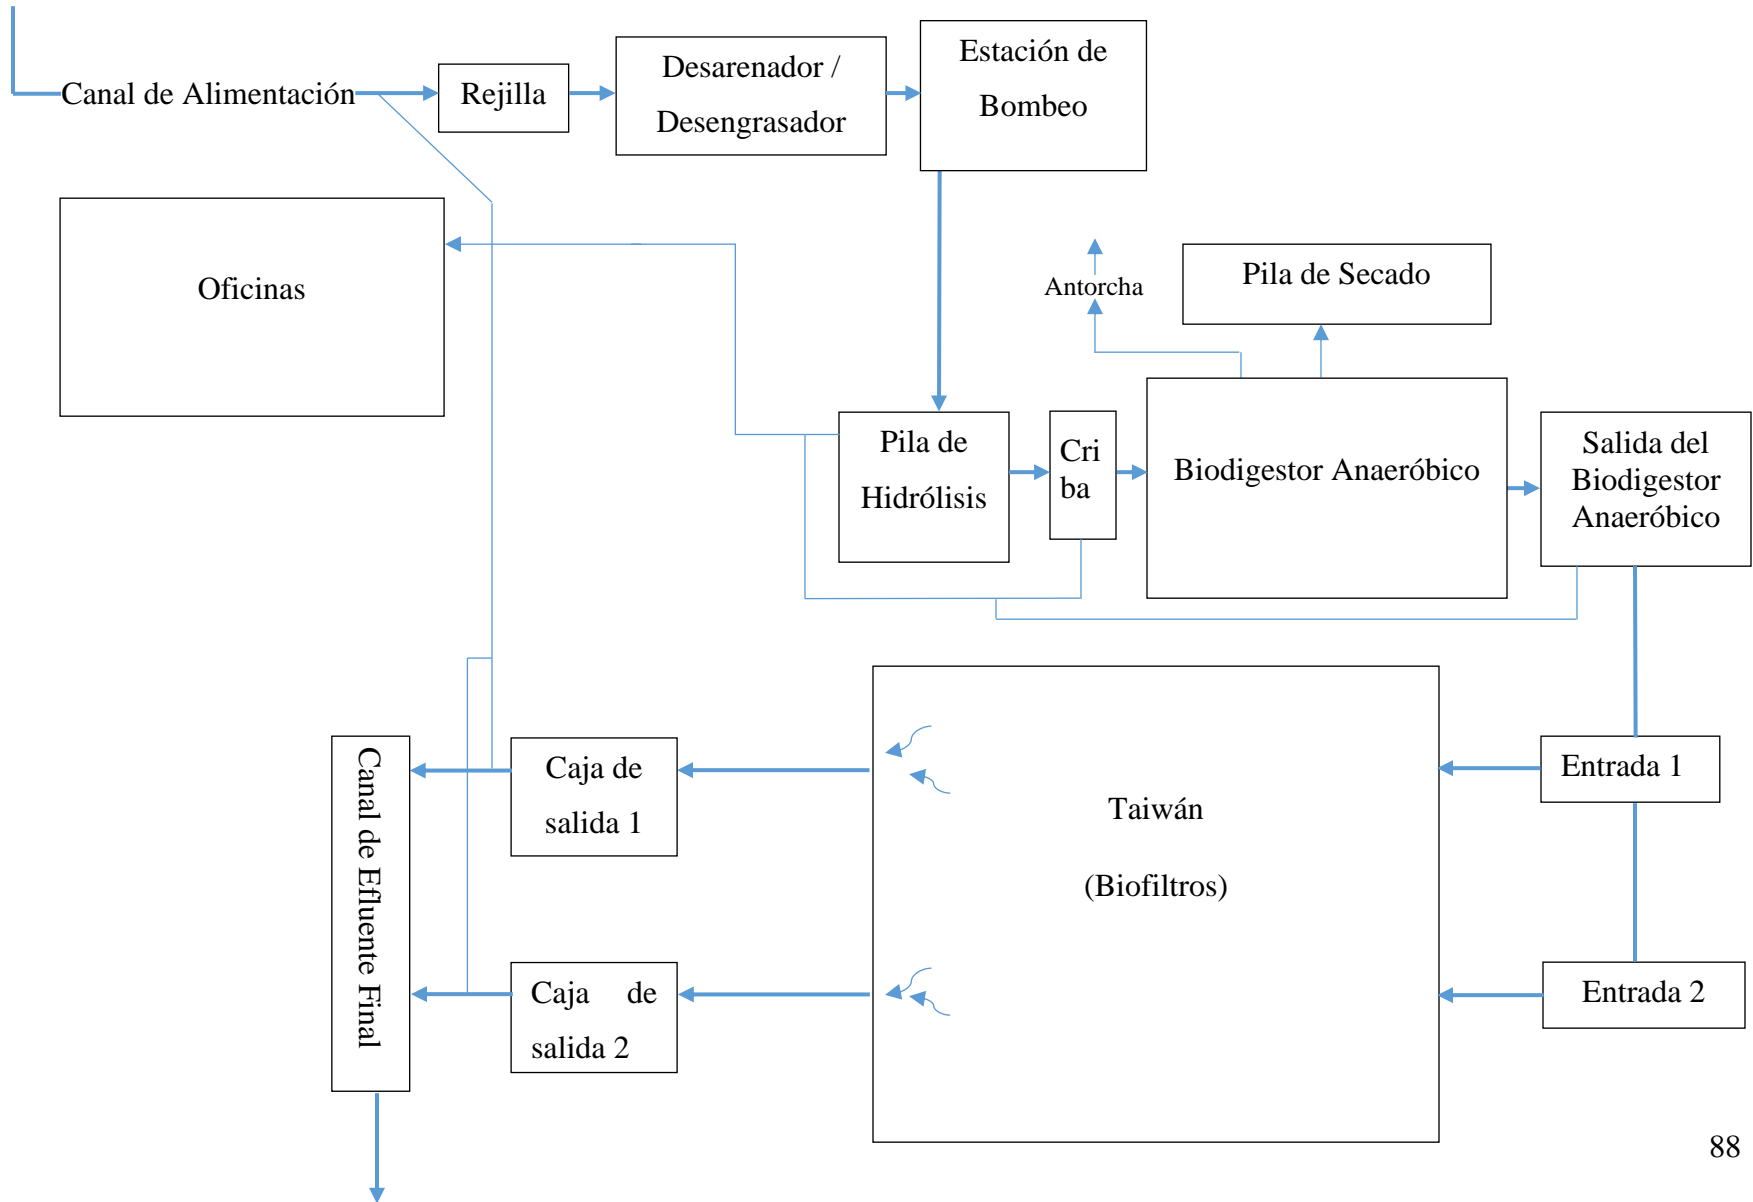 Canal de Alimentación
Rejilla
Desarenador /
Desengrasador
Estación de
Bombeo
Oficinas
Antorcha
Pila de Secado
Pila de
Hidrólisis
Cri
ba
Biodigestor Anaeróbico
Salida del
Biodigestor
Anaeróbico
Canal de Efluente Final
Caja de
salida 1
Taiwán
(Biofiltros)
Entrada 1
Caja de
salida 2
Entrada 2
88